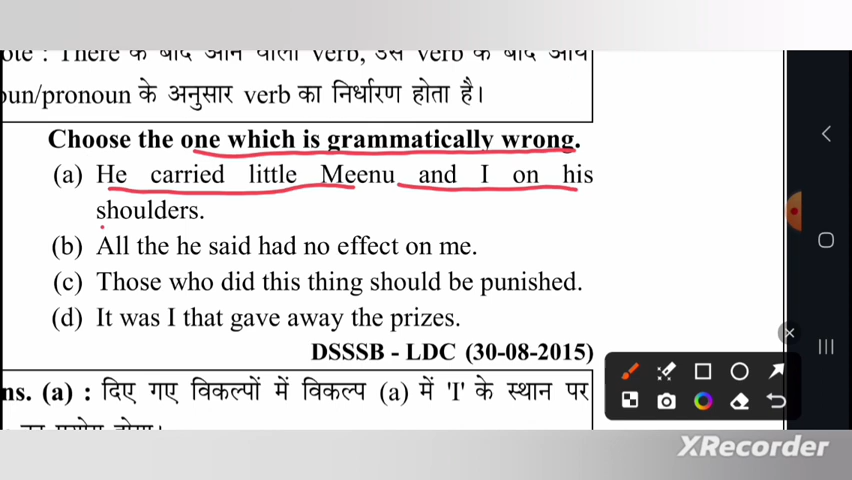 ote : There के बाद आने वाली verb, उस verb के बाद आये
oun/pronoun के अनुसार verb का निर्धारण होता है।
Choose the one which is grammatically wrong.
(a) He carried little Meenu and I on his
shoulders.
(b) All the he said had no effect on me.
(c) Those who did this thing should be punished.
(d) It was I that gave away the prizes.
DSSSB - LDC (30-08-2015)
ns. (a) : दिए गए विकल्पों में विकल्प (a) में 'I' के स्थान पर
XRecorder